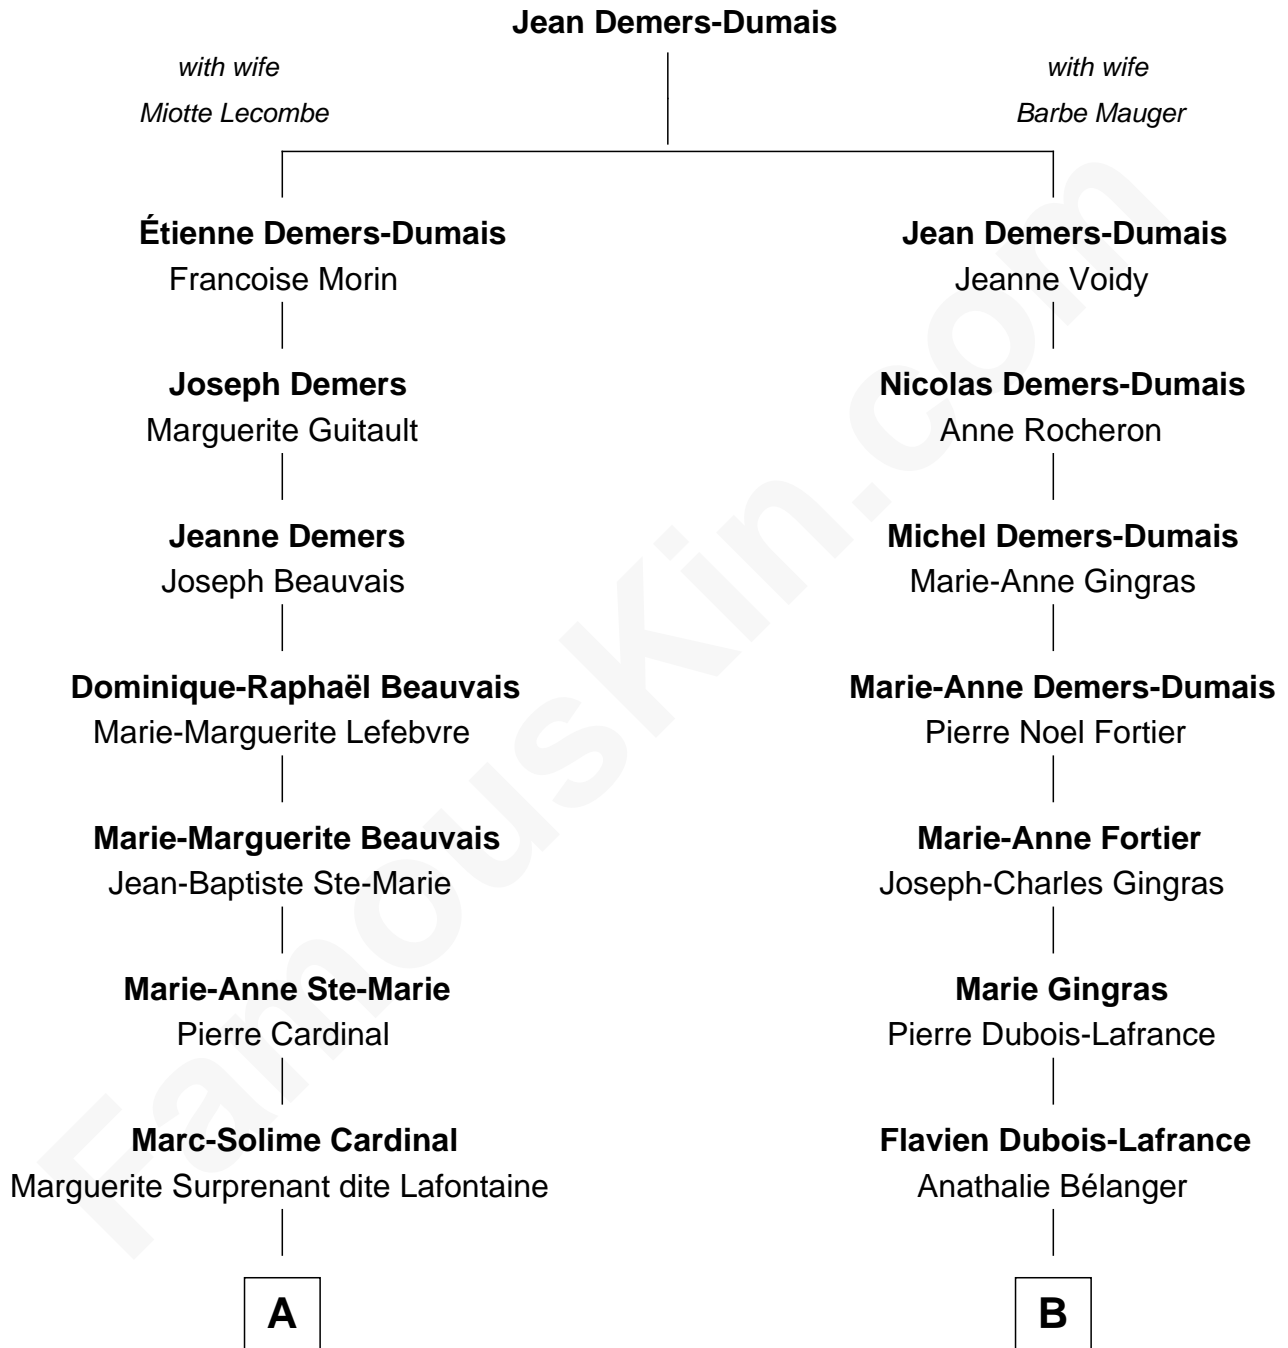 Jean Demers-Dumais
with wife
Miotte Lecombe
with wife
Barbe Mauger
Étienne Demers-Dumais
Francoise Morin
Joseph Demers
Marguerite Guitault
Jeanne Demers
Joseph Beauvais
Dominique-Raphaël Beauvais
Marie-Marguerite Lefebvre
Marie-Marguerite Beauvais
Jean-Baptiste Ste-Marie
Marie-Anne Ste-Marie
Pierre Cardinal
Marc-Solime Cardinal
Marguerite Surprenant dite Lafontaine
A
Jean Demers-Dumais
Jeanne Voidy
Nicolas Demers-Dumais
Anne Rocheron
Michel Demers-Dumais
Marie-Anne Gingras
Marie-Anne Demers-Dumais
Pierre Noel Fortier
Marie-Anne Fortier
Joseph-Charles Gingras
Marie Gingras
Pierre Dubois-Lafrance
Flavien Dubois-Lafrance
Anathalie Bélanger
B
FamousKin.com